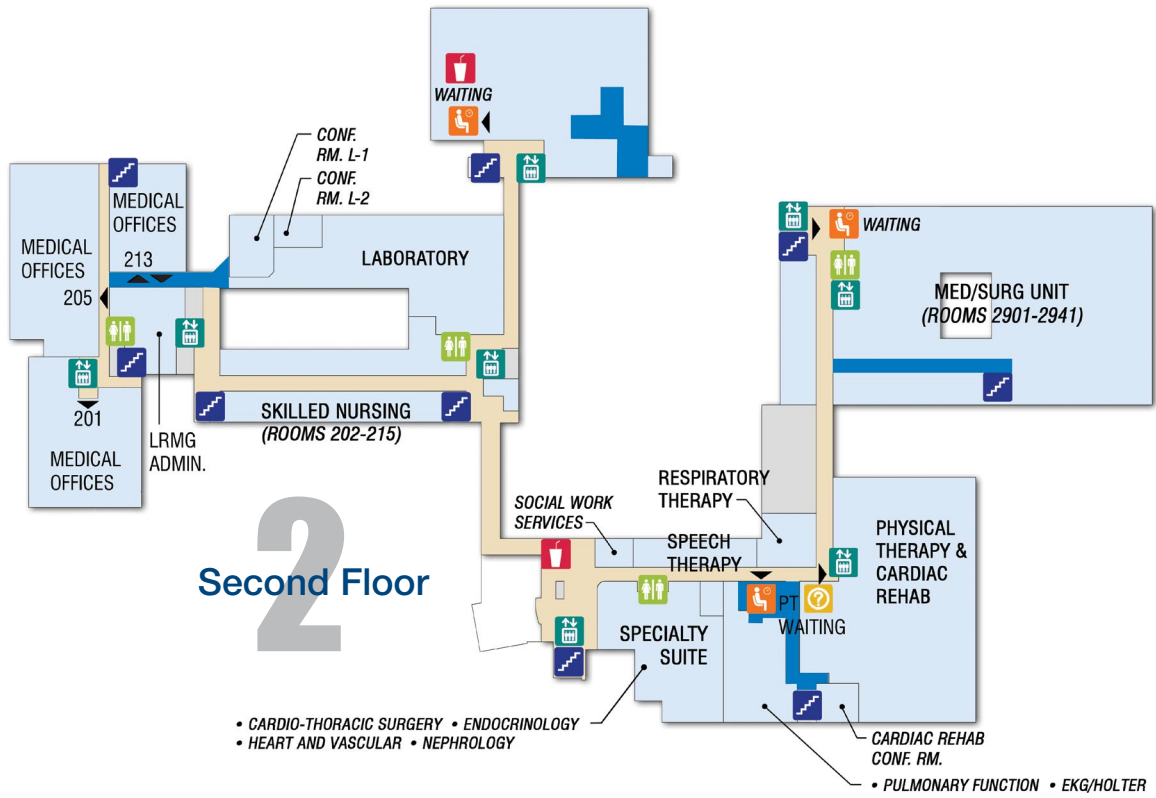 WAITING
CONF.
RM. L-1
CONF.
RM. L-2
MEDICAL
OFFICES
213
MEDICAL
OFFICES
205
LABORATORY
WAITING
MED/SURG UNIT
(ROOMS 2901-2941)
201
MEDICAL
OFFICES
LRMG
ADMIN.
SKILLED NURSING
(ROOMS 202-215)
2
Second Floor
SOCIAL WORK
SERVICES
RESPIRATORY
THERAPY
SPEECH
THERAPY
PHYSICAL
THERAPY &
CARDIAC
REHAB
?
PT
WAITING
SPECIALTY
SUITE
• CARDIO-THORACIC SURGERY • ENDOCRINOLOGY
• HEART AND VASCULAR • NEPHROLOGY
CARDIAC REHAB
CONF. RM.
• PULMONARY FUNCTION • EKG/HOLTER